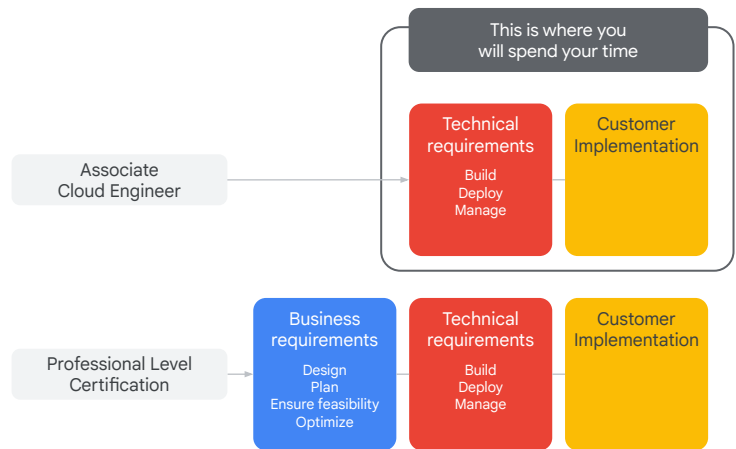 This is where you
will spend your time
Technical
requirements
Build
Deploy
Manage
Customer
Implementation
Associate
Cloud Engineer
Business
requirements
Design
Plan
Ensure feasibility
Optimize
Technical
requirements
Build
Deploy
Manage
Customer
Implementation
Professional Level
Certification